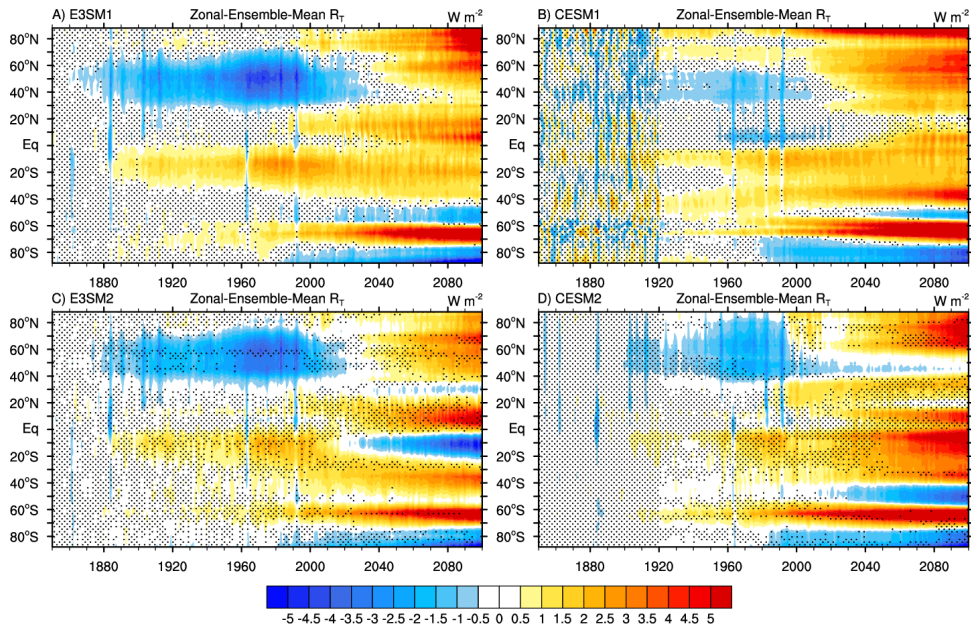 A) E3SM1 Zonal-Ensemble-Mean R_T W m⁻² B) CESM1 Zonal-Ensemble-Mean R_T W m⁻²
80°N 80°N
60°N 60°N
40°N 40°N
20°N 20°N
Eq Eq
20°S 20°S
40°S 40°S
60°S 60°S
80°S 80°S
1880 1920 1960 2000 2040 2080 1880 1920 1960 2000 2040 2080
C) E3SM2 Zonal-Ensemble-Mean R_T W m⁻² D) CESM2 Zonal-Ensemble-Mean R_T W m⁻²
80°N 80°N
60°N 60°N
40°N 40°N
20°N 20°N
Eq Eq
20°S 20°S
40°S 40°S
60°S 60°S
80°S 80°S
1880 1920 1960 2000 2040 2080 1880 1920 1960 2000 2040 2080
-5 -4.5 -4 -3.5 -3 -2.5 -2 -1.5 -1 -0.5 0 0.5 1 1.5 2 2.5 3 3.5 4 4.5 5